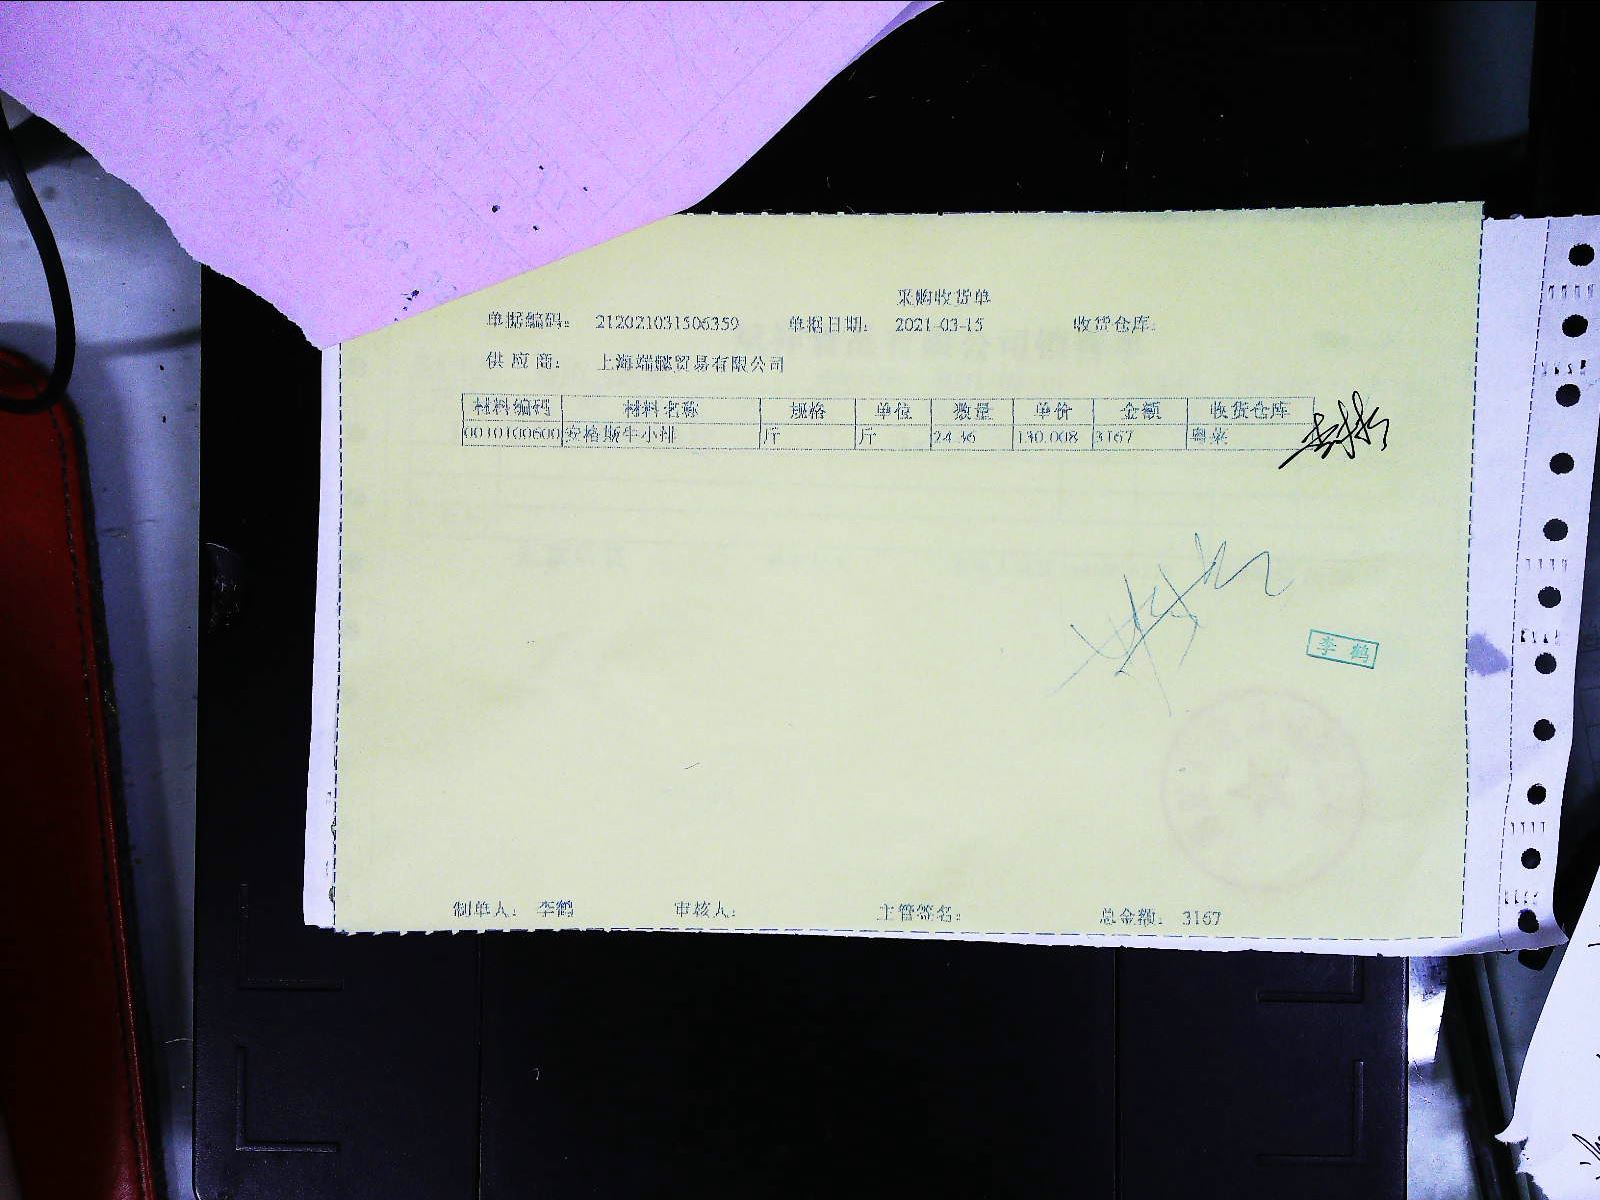 采购收货单
单据编码: 212021031506359 单据日期: 2021-03-15 收货仓库:
供应商: 上海端懿贸易有限公司
材料编码 材料名称 规格 单位 数量 单价 金额 收货仓库
0010100600 安格斯牛小排 斤 斤 24.36 130.008 3167 粤菜
李鹤
制单人: 李鹤 审核人: 主管签名: 总金额: 3167